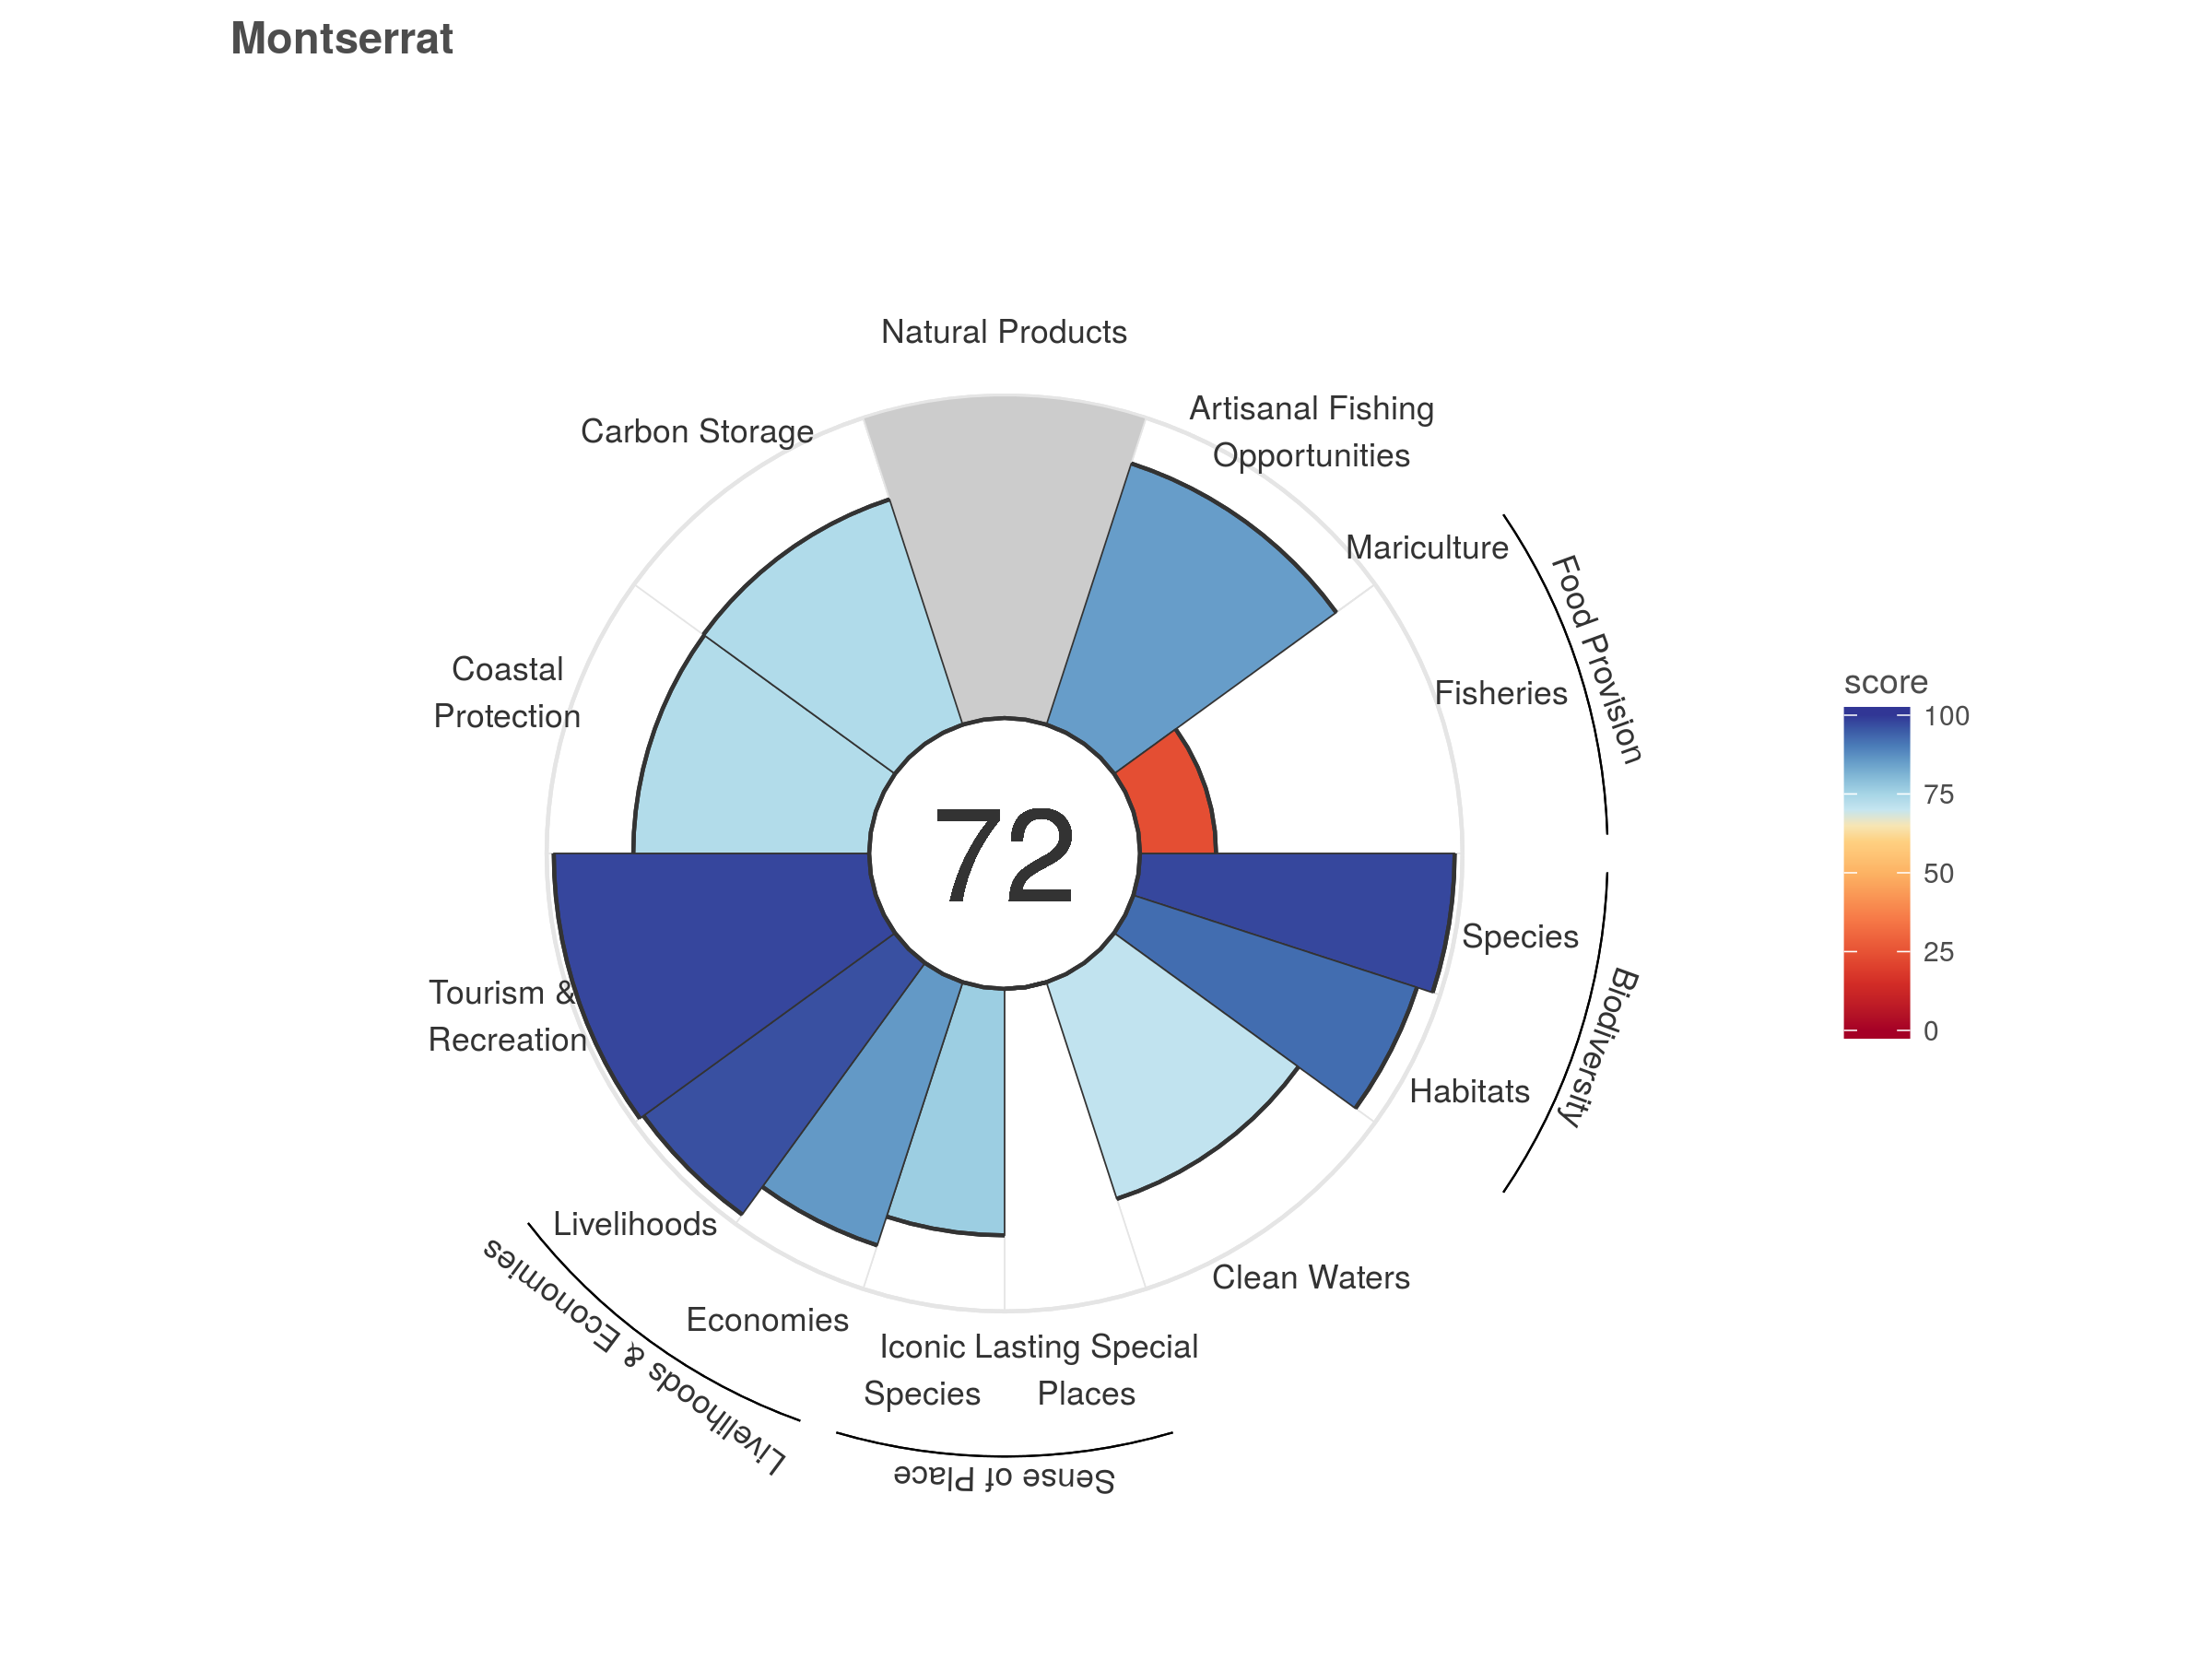 Montserrat
Natural Products
Artisanal Fishing
Opportunities
Carbon Storage
Mariculture
Food Provision
Fisheries
Coastal
Protection
72
score
100
75
50
25
0
Species
Biodiversity
Habitats
Tourism &
Recreation
Livelihoods
Livelihoods & Economies
Economies
Clean Waters
Iconic
Species
Lasting Special
Places
Sense of Place